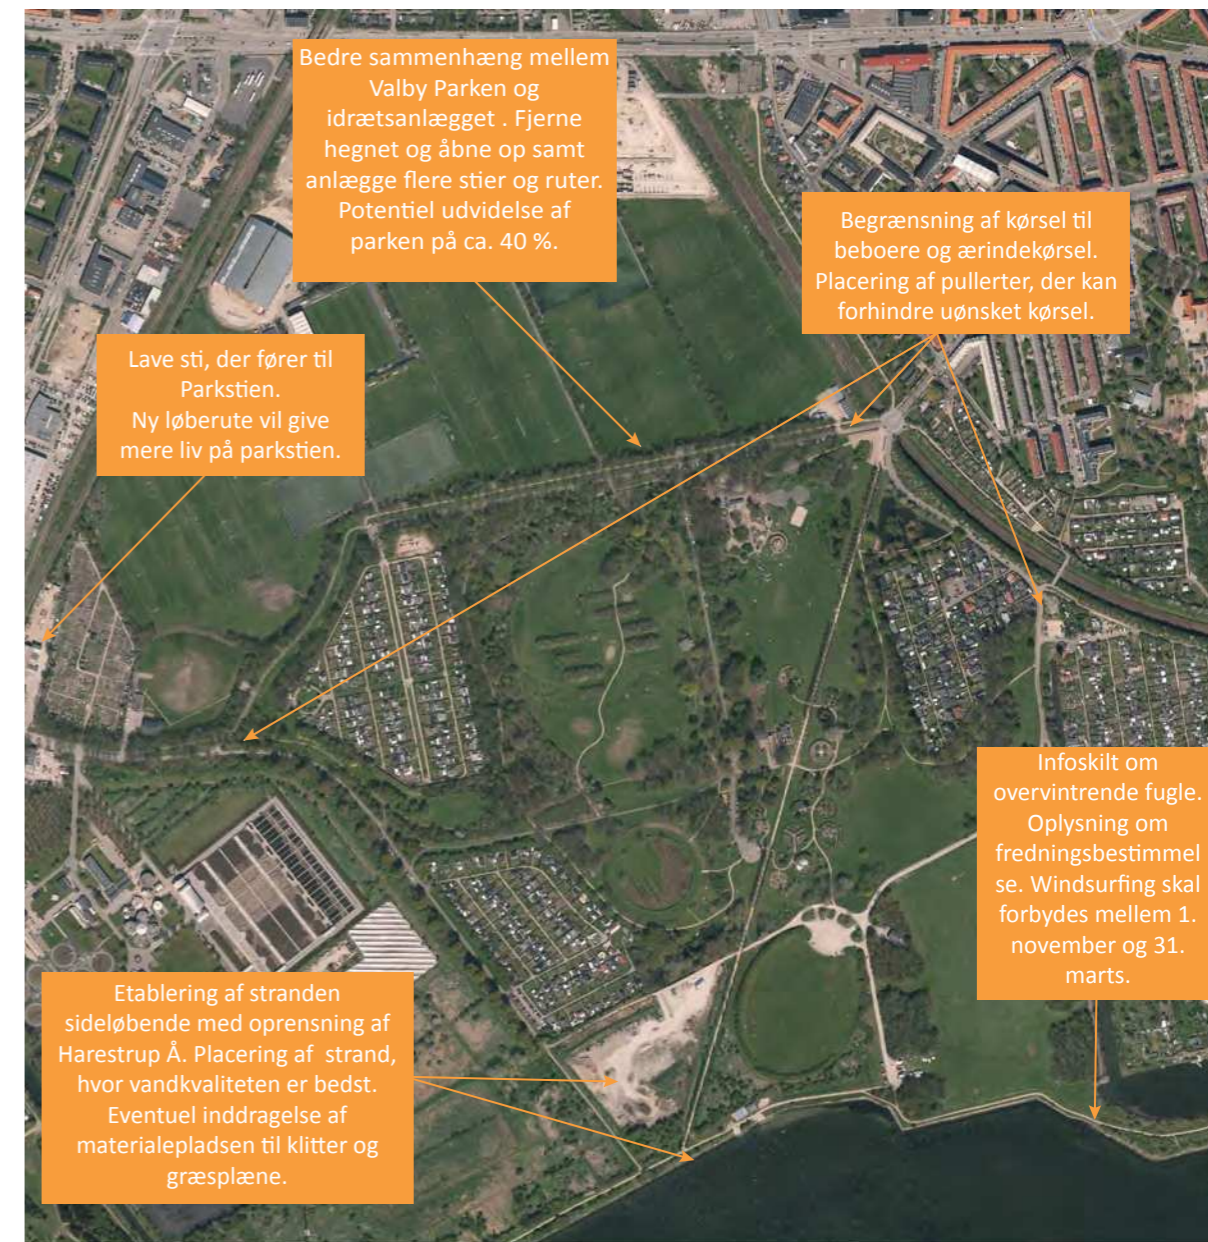 Bedre sammenhæng mellem
Valby Parken og
idrætsanlægget . Fjerne
hegnet og åbne op samt
anlægge flere stier og ruter.
Potentiel udvidelse af
parken på ca. 40 %.
Begrænsning af kørsel til
beboere og ærindekørsel.
Placering af pullerter, der kan
forhindre uønsket kørsel.
Lave sti, der fører til
Parkstien.
Ny løberute vil give
mere liv på parkstien.
Infoskilt om
overvintrende fugle.
Oplysning om
fredningsbestimmel
se. Windsurfing skal
forbydes mellem 1.
november og 31.
marts.
Etablering af stranden
sideløbende med oprensning af
Harestrup Å. Placering af  strand,
hvor vandkvaliteten er bedst.
Eventuel inddragelse af
materialepladsen til klitter og
græsplæne.